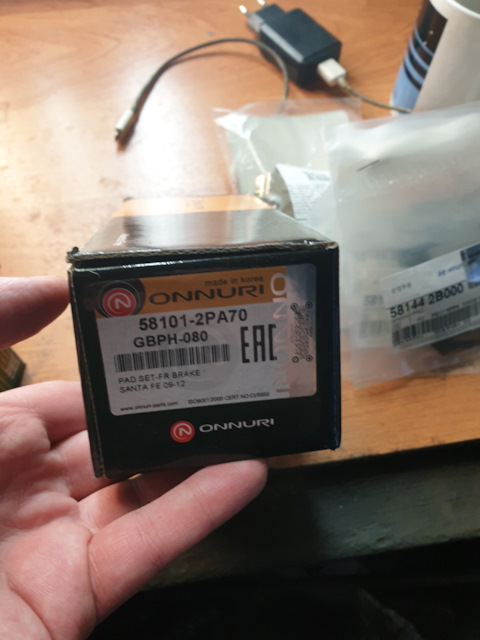 made in korea
ONNURI
58101-2PA70
GBPH-080
EAC
PAD SET-FR BRAKE
SANTA FE 09-12
ONNURI
58144 2B000